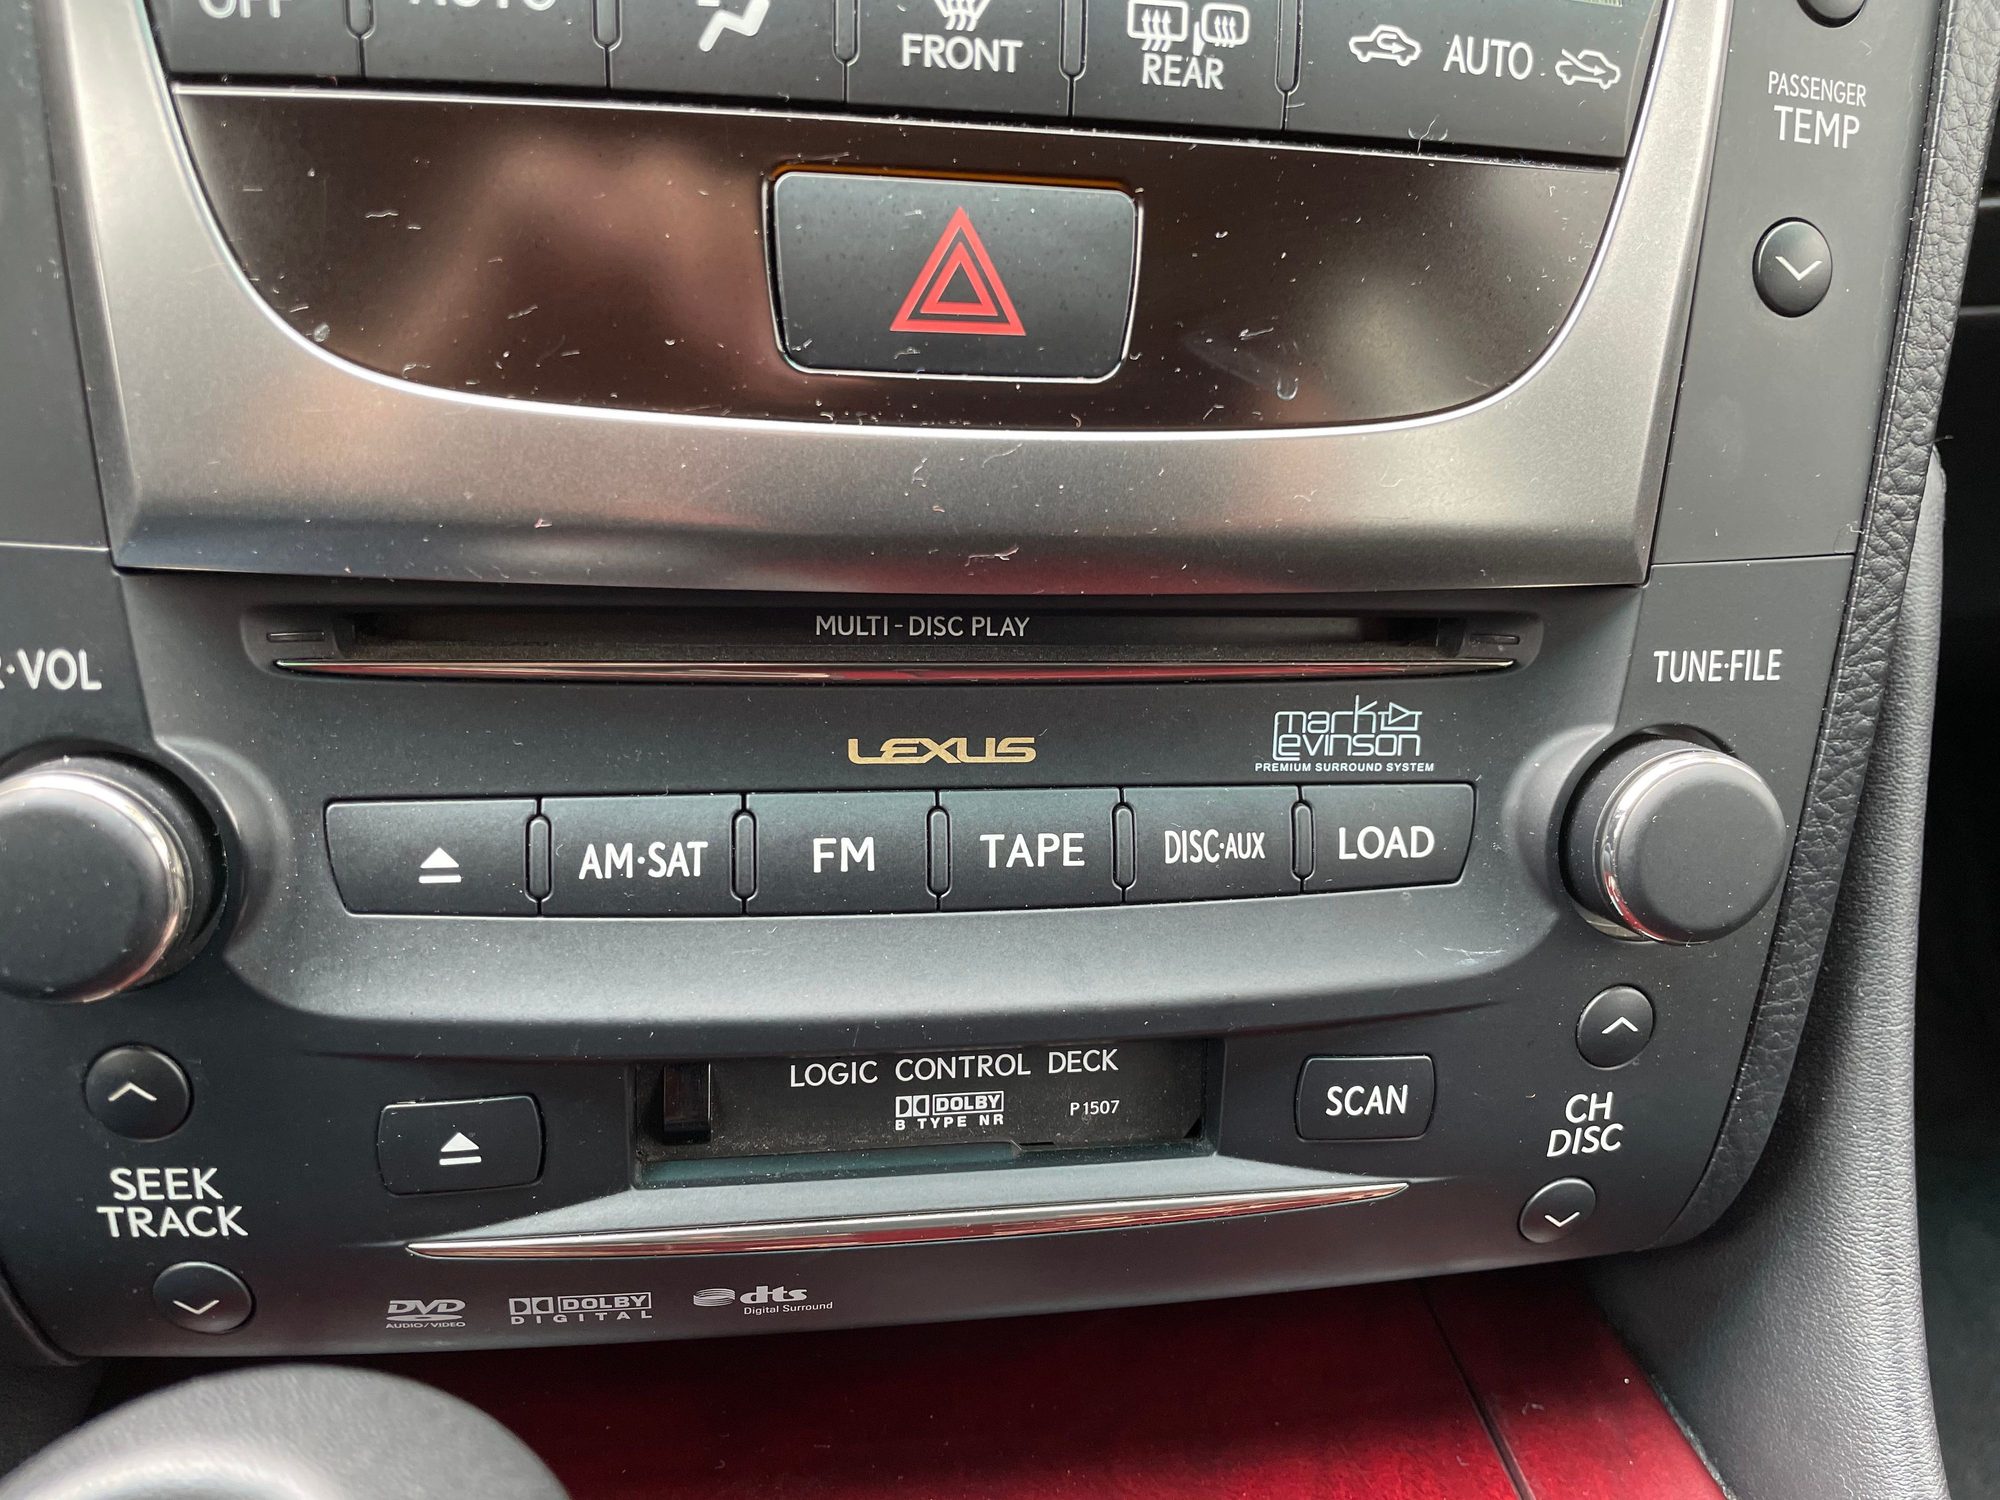 OFF
AUTO
FRONT
REAR
AUTO
PASSENGER
TEMP
MULTI-DISC PLAY
R·VOL
TUNE·FILE
LEXUS
mark
levinson
PREMIUM SURROUND SYSTEM
AM·SAT
FM
TAPE
DISC·AUX
LOAD
LOGIC CONTROL DECK
DOLBY
B TYPE NR
P1507
SCAN
CH
DISC
SEEK
TRACK
DVD
AUDIO/VIDEO
DOLBY
DIGITAL
dts
Digital Surround